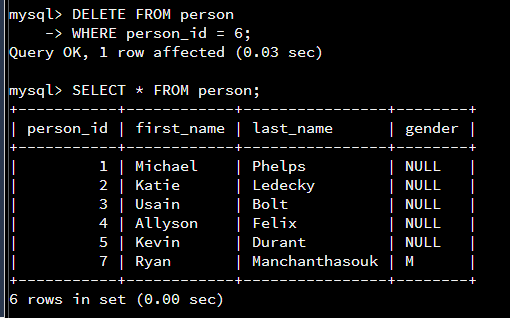 mysql> DELETE FROM person
    -> WHERE person_id = 6;
Query OK, 1 row affected (0.03 sec)

mysql> SELECT * FROM person;
+-----------+------------+---------------+--------+
| person_id | first_name | last_name     | gender |
+-----------+------------+---------------+--------+
|         1 | Michael    | Phelps        | NULL   |
|         2 | Katie      | Ledecky       | NULL   |
|         3 | Usain      | Bolt          | NULL   |
|         4 | Allyson    | Felix         | NULL   |
|         5 | Kevin      | Durant        | NULL   |
|         7 | Ryan       | Manchanthasouk | M      |
+-----------+------------+---------------+--------+
6 rows in set (0.00 sec)